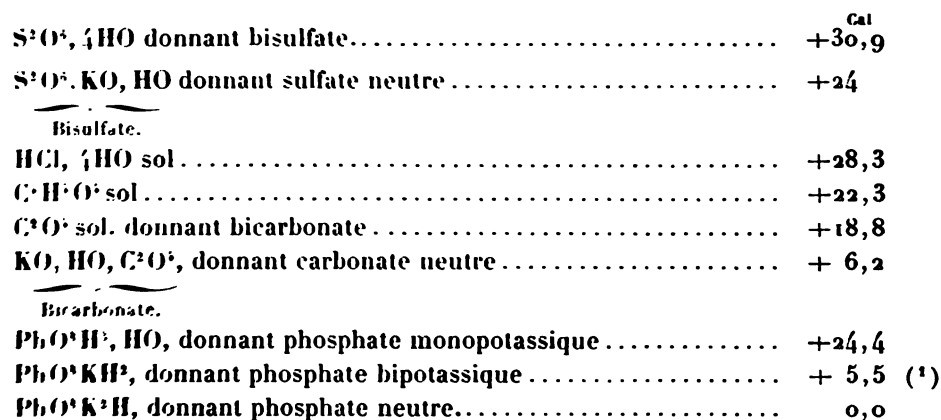 Cal
S²O⁶, 4HO donnant bisulfate.............................. +30,9
S²O⁶.KO, HO donnant sulfate neutre....................... +24
Bisulfate.
HCl, 4HO sol............................................. +28,3
sol...................................................... +22,3
sol. donnant bicarbonate................................. +18,8
KO, HO, C²O⁴, donnant carbonate neutre................... + 6,2
Bicarbonate.
PhO⁸H³, HO, donnant phosphate monopotassique............. +24,4
PhO⁸KH², donnant phosphate bipotassique.................. + 5,5 (¹)
PhO⁸K²H, donnant phosphate neutre........................ 0,0